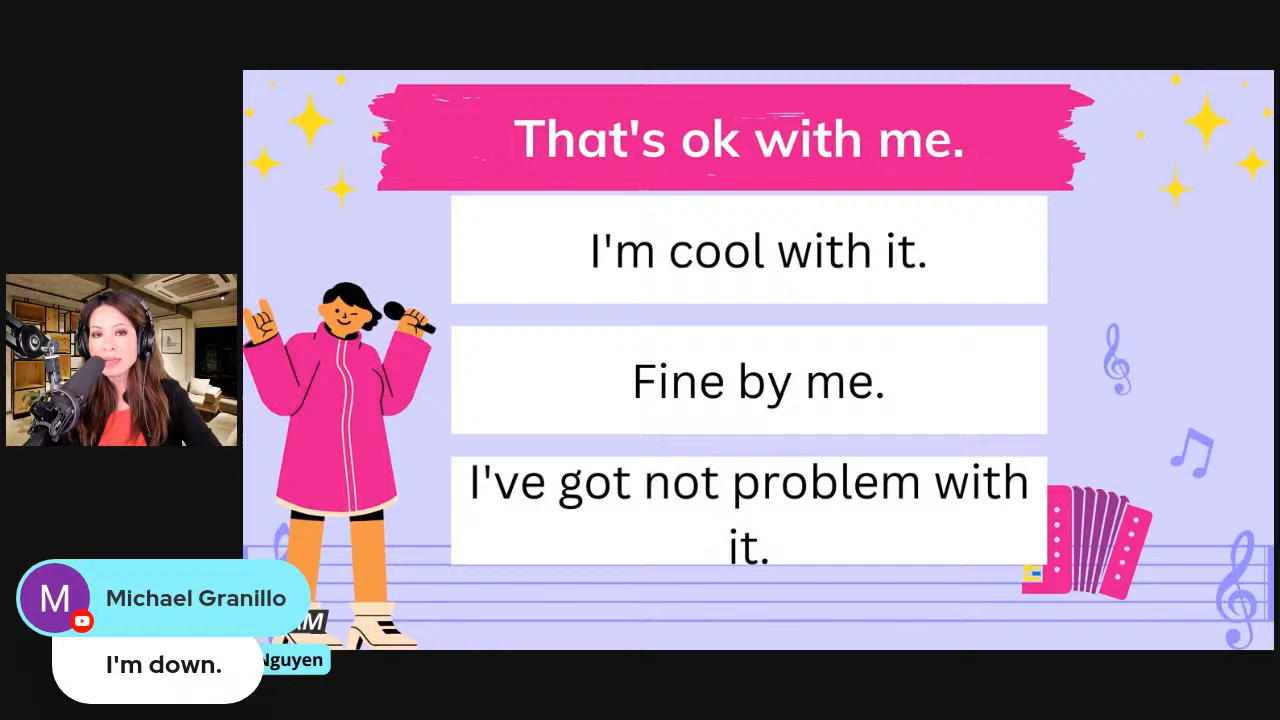 That's ok with me.
I'm cool with it.
Fine by me.
I've got not problem with
it.
M
Michael Granillo
I'm down.
Nguyen